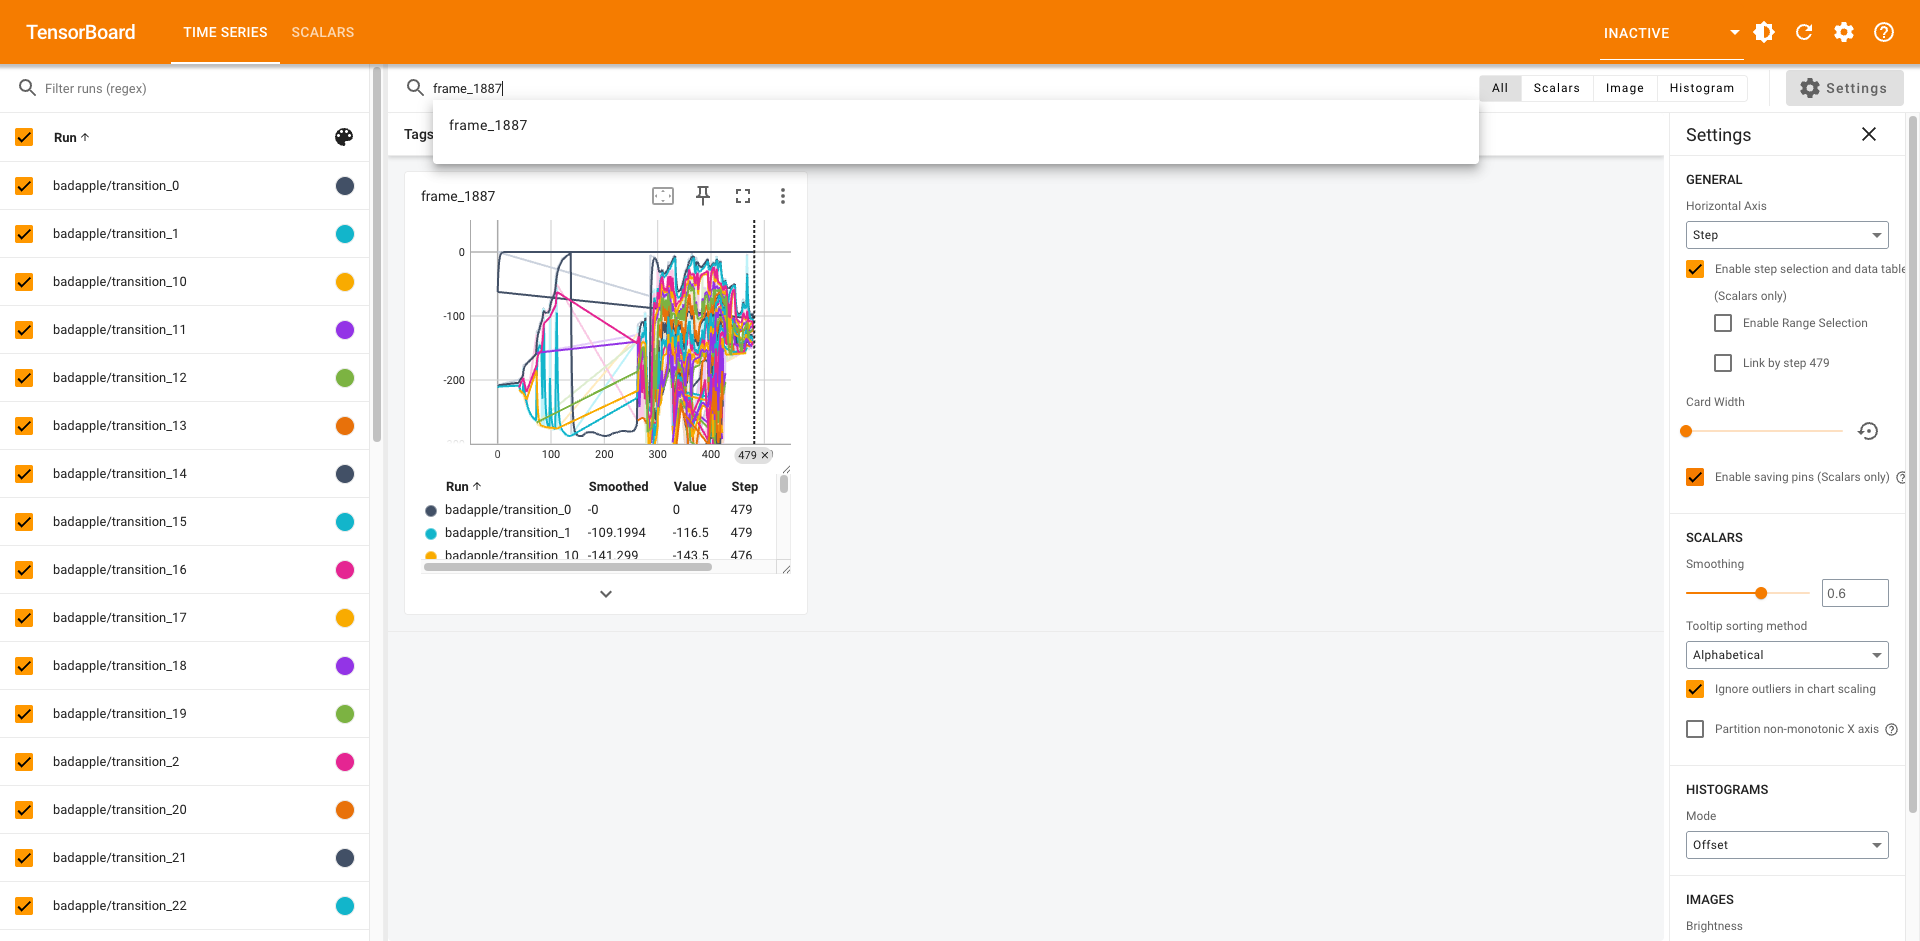 TensorBoard
TIME SERIES
SCALARS
INACTIVE
Filter runs (regex)
Run
badapple/transition_0
badapple/transition_1
badapple/transition_10
badapple/transition_11
badapple/transition_12
badapple/transition_13
badapple/transition_14
badapple/transition_15
badapple/transition_16
badapple/transition_17
badapple/transition_18
badapple/transition_19
badapple/transition_2
badapple/transition_20
badapple/transition_21
badapple/transition_22
frame_1887
frame_1887
All Scalars Image Histogram
Settings
Tags
frame_1887
0
-100
-200
0 100 200 300 400 479
Run Smoothed Value Step
badapple/transition_0 -0 0 479
badapple/transition_1 -109.1994 -116.5 479
badapple/transition_10 -141.299 -143.5 476
Settings
GENERAL
Horizontal Axis
Step
Enable step selection and data table
(Scalars only)
Enable Range Selection
Link by step 479
Card Width
Enable saving pins (Scalars only)
SCALARS
Smoothing
0.6
Tooltip sorting method
Alphabetical
Ignore outliers in chart scaling
Partition non-monotonic X axis
HISTOGRAMS
Mode
Offset
IMAGES
Brightness